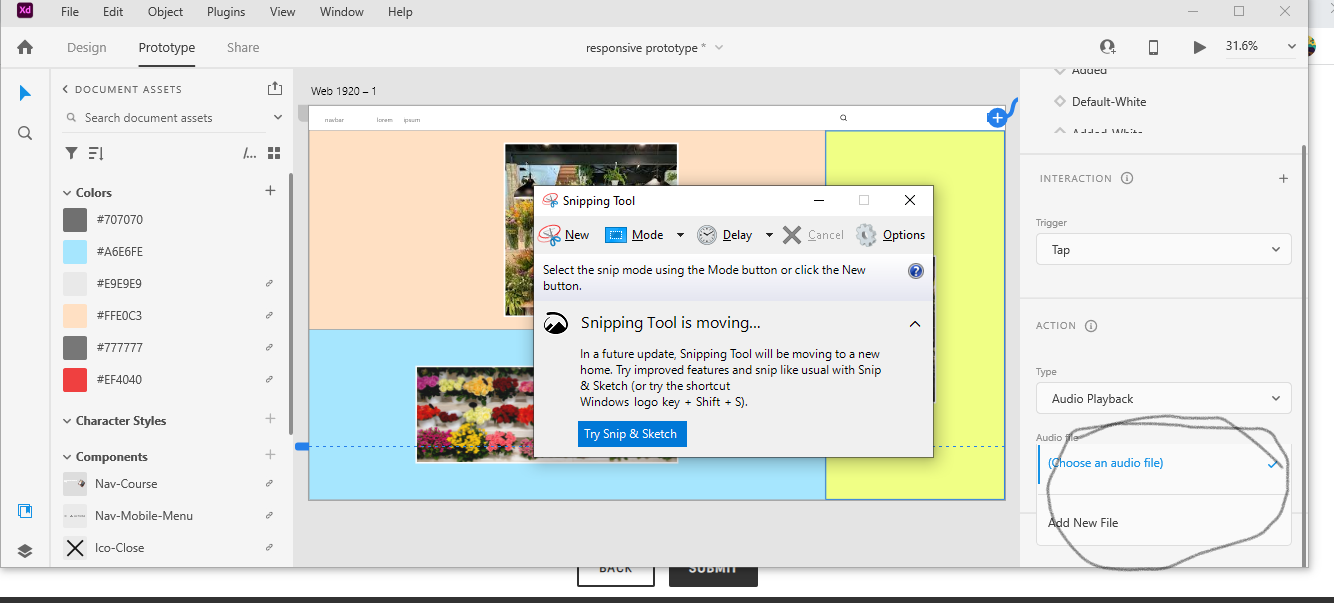 Xd File Edit Object Plugins View Window Help
Design Prototype Share responsive prototype * 31.6%
DOCUMENT ASSETS
Search document assets
/...
Colors
#707070
#A6E6FE
#E9E9E9
#FFE0C3
#777777
#EF4040
Character Styles
Components
Nav-Course
Nav-Mobile-Menu
Ico-Close
Web 1920 – 1
navbar lorem ipsum
Snipping Tool
New Mode Delay Cancel Options
Select the snip mode using the Mode button or click the New
button.
Snipping Tool is moving...
In a future update, Snipping Tool will be moving to a new
home. Try improved features and snip like usual with Snip
& Sketch (or try the shortcut
Windows logo key + Shift + S).
Try Snip & Sketch
Added
Default-White
Added-White
INTERACTION
Trigger
Tap
ACTION
Type
Audio Playback
Audio file
(Choose an audio file)
Add New File
BACK SUBMIT